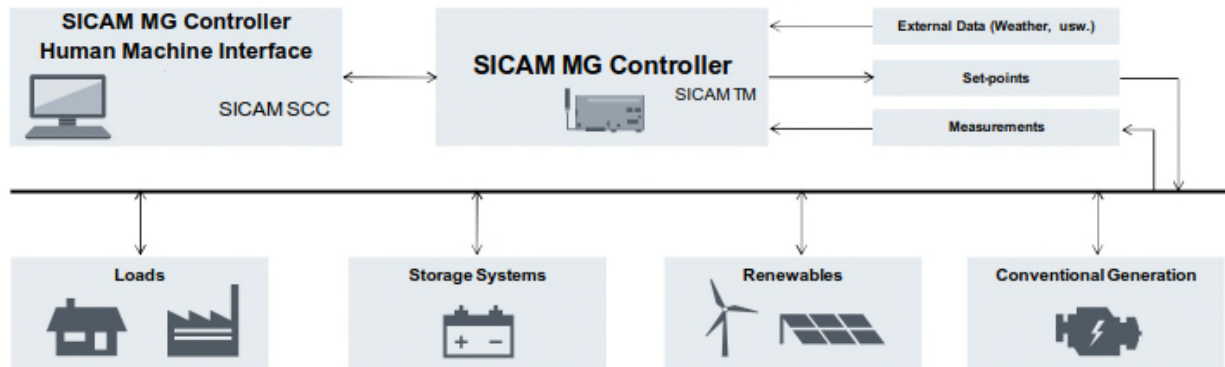 SICAM MG Controller
Human Machine Interface
SICAM SCC
SICAM MG Controller
SICAM TM
External Data (Weather, usw.)
Set-points
Measurements
Loads
Storage Systems
Renewables
Conventional Generation